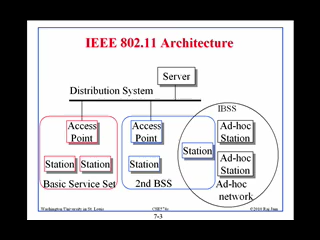 IEEE 802.11 Architecture
Server
Distribution System
IBSS
Access
Point
Access
Point
Ad-hoc
Station
Station
Station
Station
Station
Ad-hoc
Station
Basic Service Set
2nd BSS
Ad-hoc
network
Washington University in St. Louis
CSE574s
©2010 Raj Jain
7-3